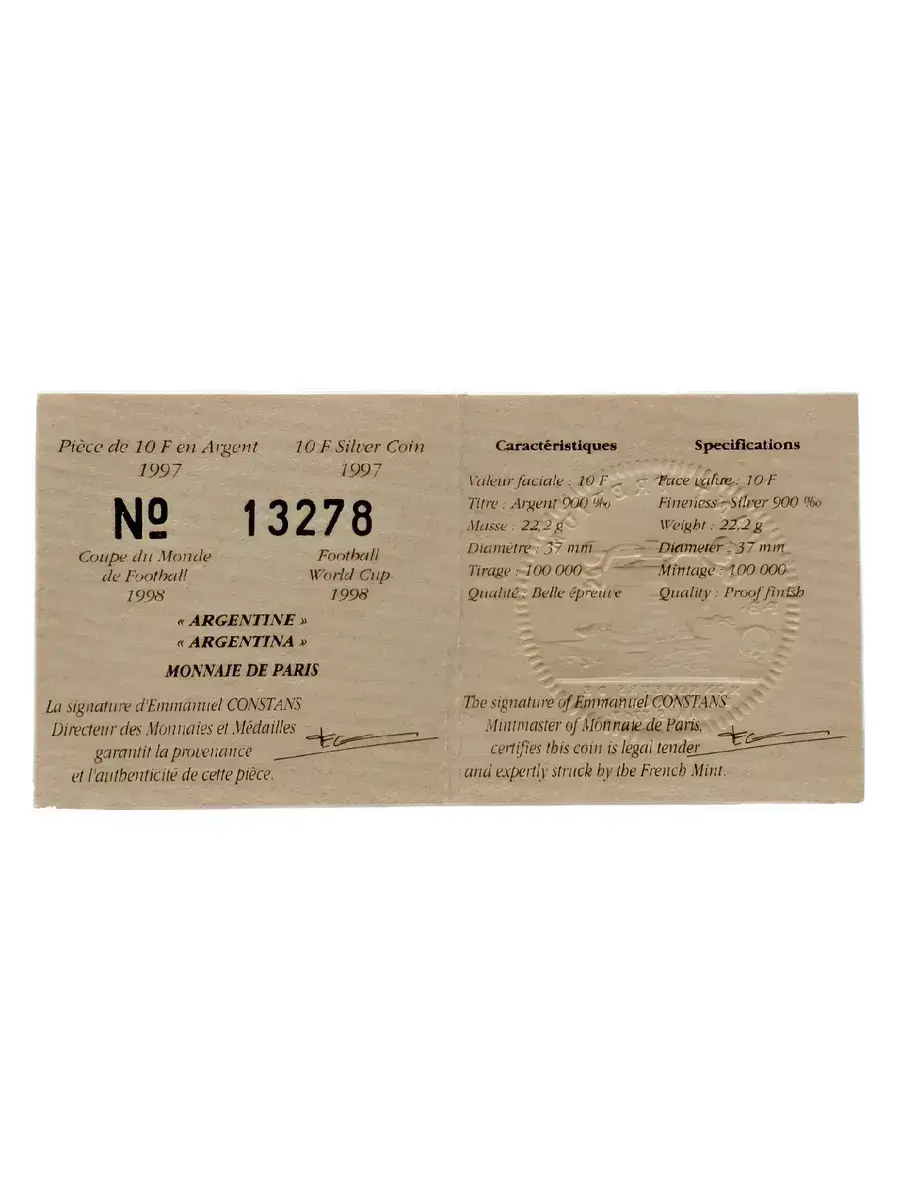 Pièce de 10 F en Argent
1997
10 F Silver Coin
1997
Nº 13278
Coupe du Monde
de Football
1998
Football
World Cup
1998
« ARGENTINE »
« ARGENTINA »
MONNAIE DE PARIS
La signature d'Emmanuel CONSTANS
Directeur des Monnaies et Médailles
garantit la provenance
et l'authenticité de cette pièce.
Caractéristiques
Valeur faciale : 10 F
Titre : Argent 900 ‰
Masse : 22,2 g
Diamètre : 37 mm
Tirage : 100 000
Qualité : Belle épreuve
Specifications
Face value : 10 F
Fineness : Silver 900 ‰
Weight : 22,2 g
Diameter : 37 mm
Mintage : 100 000
Quality : Proof finish
The signature of Emmanuel CONSTANS
Mintmaster of Monnaie de Paris,
certifies this coin is legal tender
and expertly struck by the French Mint.